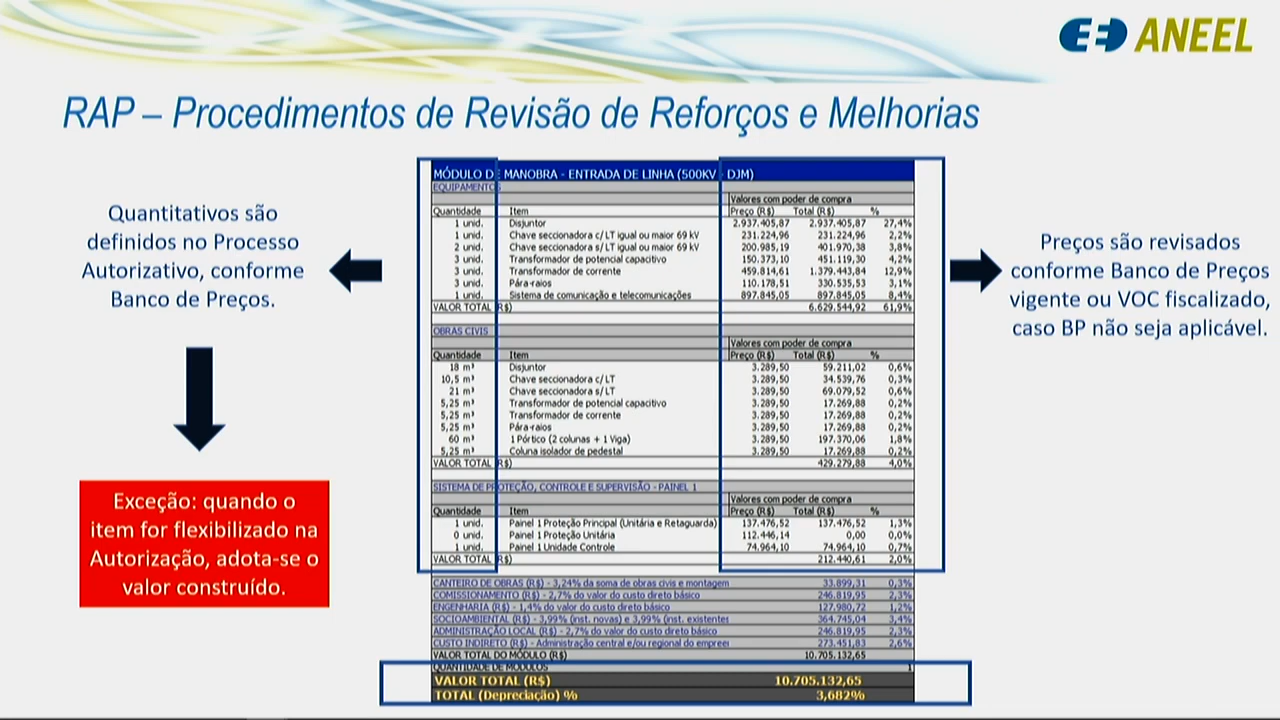 ANEEL
RAP – Procedimentos de Revisão de Reforços e Melhorias
Quantitativos são
definidos no Processo
Autorizativo, conforme
Banco de Preços.
Exceção: quando o
item for flexibilizado na
Autorização, adota-se o
valor construído.
MÓDULO DE MANOBRA - ENTRADA DE LINHA (500KV - DJM)
EQUIPAMENTOS
Valores com poder de compra
Quantidade Item Preço (R$) Total (R$) %
1 unid. Disjuntor 2.937.405,87 2.937.405,87 27,4%
1 unid. Chave seccionadora c/LT igual ou maior 69 kV 231.224,96 231.224,96 2,2%
2 unid. Chave seccionadora s/LT igual ou maior 69 kV 200.985,19 401.970,38 3,8%
3 unid. Transformador de potencial capacitivo 150.373,10 451.119,30 4,2%
3 unid. Transformador de corrente 459.814,61 1.379.443,84 12,9%
3 unid. Pára-raios 110.178,51 330.535,53 3,1%
1 unid. Sistema de comunicação e telecomunicações 897.845,05 897.845,05 8,4%
VALOR TOTAL (R$) 6.629.544,92 61,9%
OBRAS CIVIS
Valores com poder de compra
Quantidade Item Preço (R$) Total (R$) %
18 m³ Disjuntor 3.289,50 59.211,02 0,6%
10,5 m³ Chave seccionadora c/LT 3.289,50 34.539,76 0,3%
21 m³ Chave seccionadora s/LT 3.289,50 69.079,52 0,6%
5,25 m³ Transformador de potencial capacitivo 3.289,50 17.269,88 0,2%
5,25 m³ Transformador de corrente 3.289,50 17.269,88 0,2%
5,25 m³ Pára-raios 3.289,50 17.269,88 0,2%
60 m³ 1 Pórtico (2 colunas + 1 Viga) 3.289,50 197.370,06 1,8%
5,25 m³ Coluna isolador de pedestal 3.289,50 17.269,88 0,2%
VALOR TOTAL (R$) 429.279,88 4,0%
SISTEMA DE PROTEÇÃO, CONTROLE E SUPERVISÃO - PAINEL 1
Valores com poder de compra
Quantidade Item Preço (R$) Total (R$) %
1 unid. Painel 1 Proteção Principal (Unitária e Retaguarda) 137.476,52 137.476,52 1,3%
0 unid. Painel 1 Proteção Unitária 112.446,14 0,00 0,0%
1 unid. Painel 1 Unidade Controle 74.964,10 74.964,10 0,7%
VALOR TOTAL (R$) 212.440,61 2,0%
CANTEIRO DE OBRAS (R$) - 3,24% da soma de obras civis e montagem 33.899,31 0,3%
COMISSIONAMENTO (R$) - 2,7% do valor do custo direto básico 246.819,95 2,3%
ENGENHARIA (R$) - 1,4% do valor do custo direto básico 127.980,72 1,2%
SOCIOAMBIENTAL (R$) - 3,99% (inst. novas) e 3,99% (inst. existentes 364.745,04 3,4%
ADMINISTRAÇÃO LOCAL (R$) - 2,7% do valor do custo direto básico 246.819,95 2,3%
CUSTO INDIRETO (R$) - Administração central e/ou regional do empreei 273.451,83 2,6%
VALOR TOTAL DO MÓDULO (R$) 10.705.132,65
QUANTIDADE DE MÓDULOS 1
VALOR TOTAL (R$) 10.705.132,65
TOTAL (Depreciação) % 3,682%
Preços são revisados
conforme Banco de Preços
vigente ou VOC fiscalizado,
caso BP não seja aplicável.